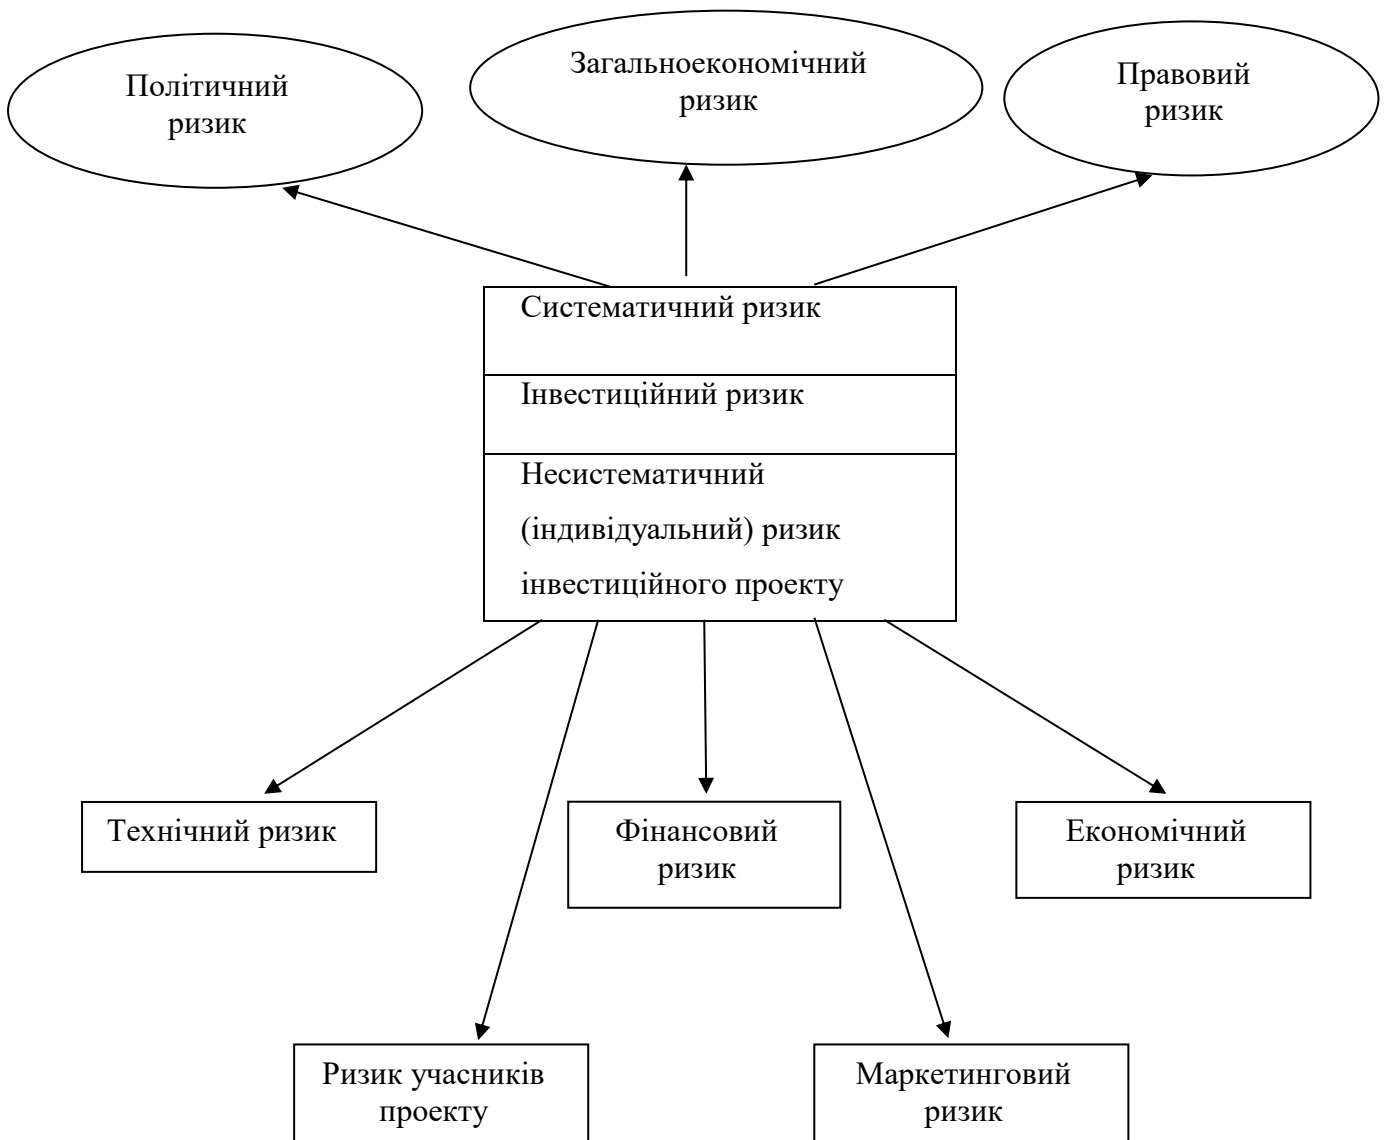 Політичний
ризик
Загальноекономічний
ризик
Правовий
ризик
Систематичний ризик
Інвестиційний ризик
Несистематичний
(індивідуальний) ризик
інвестиційного проекту
Технічний ризик
Фінансовий
ризик
Економічний
ризик
Ризик учасників
проекту
Маркетинговий
ризик